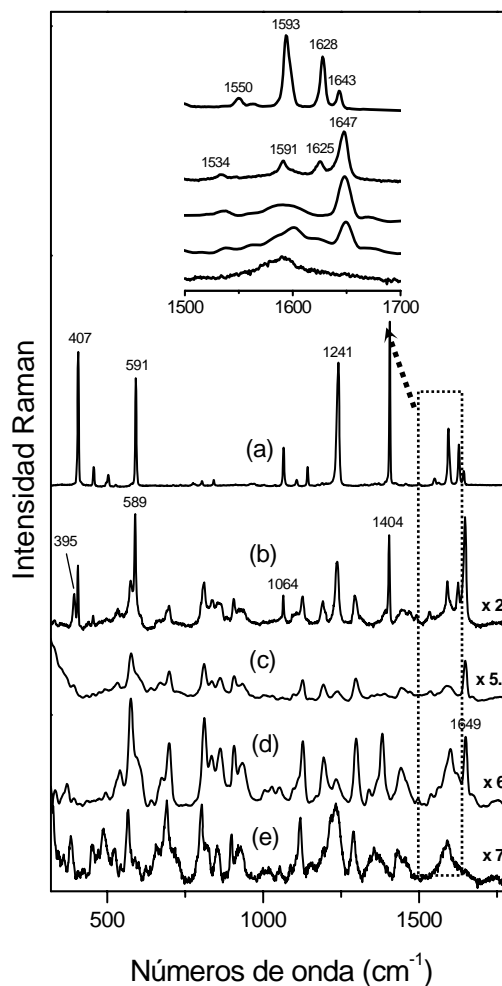 1593
1628
1643
1550
1647
1534
1591
1625
1500
1600
1700
407
591
1241
(a)
589
395
(b)
1404
1064
x 2
(c)
x 5.
1649
(d)
x 6
(e)
x 7
500
1000
1500
Intensidad Raman
Números de onda (cm⁻¹)